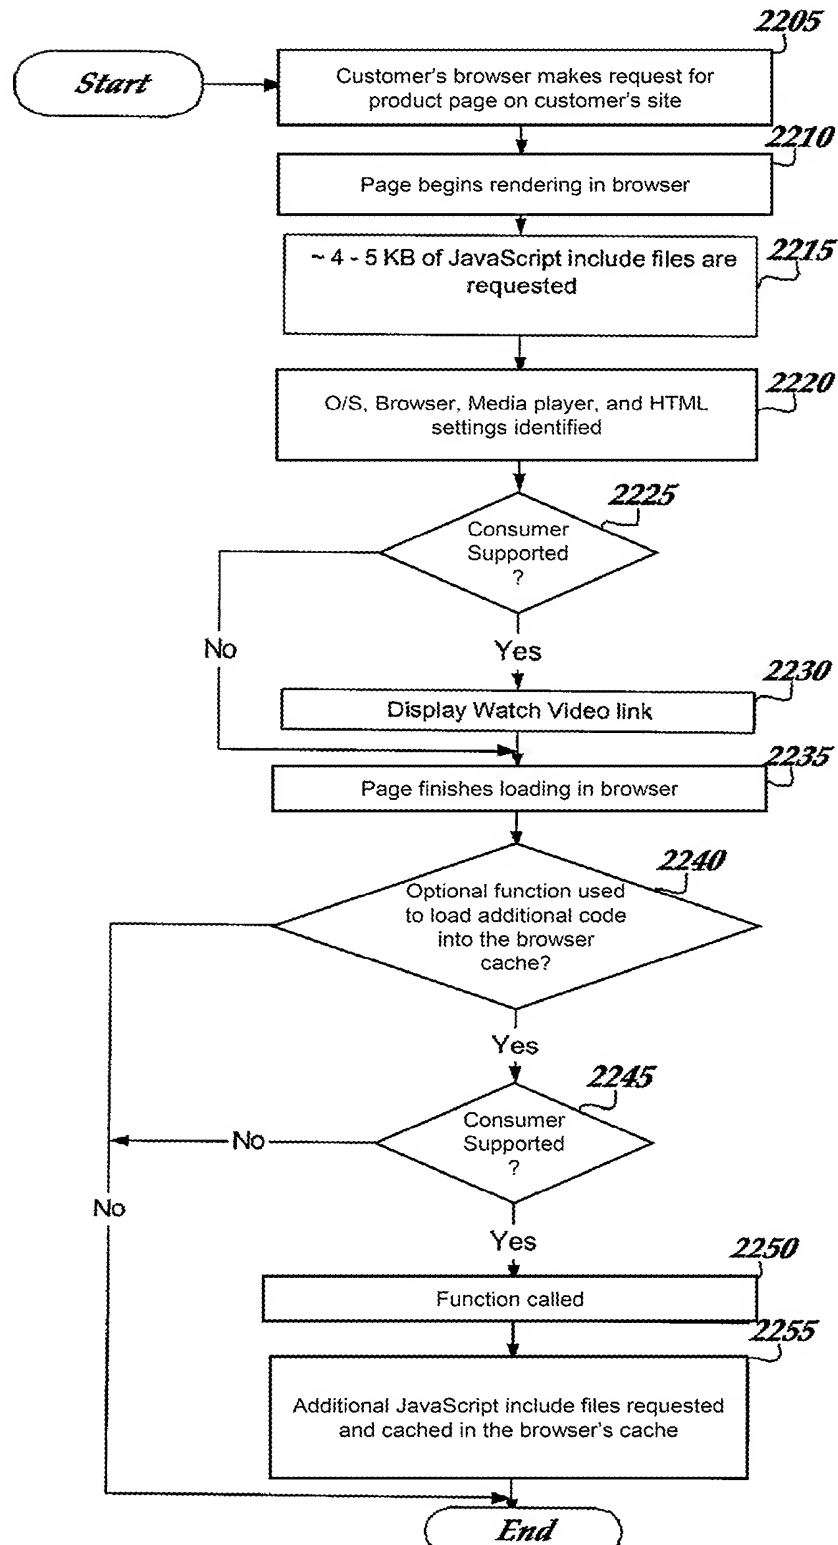 2205
Start
Customer's browser makes request for
product page on customer's site
2210
Page begins rendering in browser
2215
~ 4 - 5 KB of JavaScript include files are
requested
2220
O/S, Browser, Media player, and HTML
settings identified
2225
Consumer
Supported
?
No
Yes
2230
Display Watch Video link
2235
Page finishes loading in browser
2240
Optional function used
to load additional code
into the browser
cache?
Yes
2245
Consumer
Supported
?
No
No
Yes
2250
Function called
2255
Additional JavaScript include files requested
and cached in the browser's cache
End